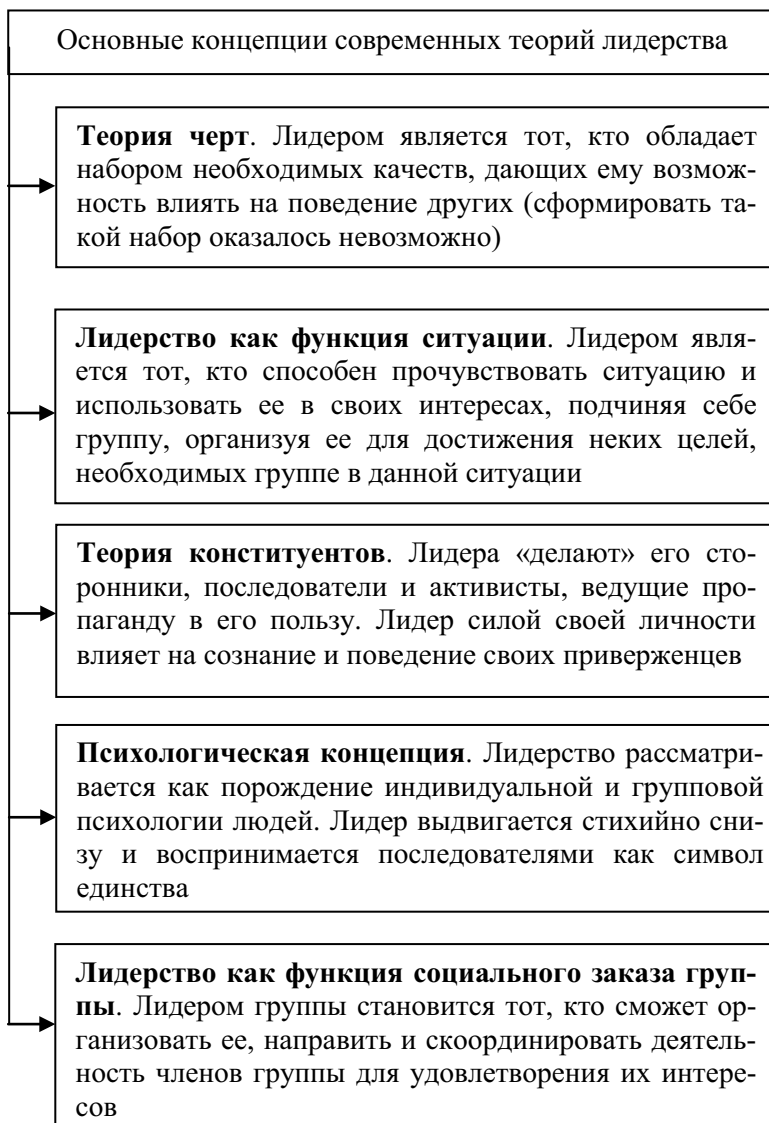 Основные концепции современных теорий лидерства
Теория черт. Лидером является тот, кто обладает
набором необходимых качеств, дающих ему возмож-
ность влиять на поведение других (сформировать та-
кой набор оказалось невозможно)
Лидерство как функция ситуации. Лидером явля-
ется тот, кто способен прочувствовать ситуацию и
использовать ее в своих интересах, подчиняя себе
группу, организуя ее для достижения неких целей,
необходимых группе в данной ситуации
Теория конституентов. Лидера «делают» его сто-
ронники, последователи и активисты, ведущие про-
паганду в его пользу. Лидер силой своей личности
влияет на сознание и поведение своих приверженцев
Психологическая концепция. Лидерство рассматри-
вается как порождение индивидуальной и групповой
психологии людей. Лидер выдвигается стихийно сни-
зу и воспринимается последователями как символ
единства
Лидерство как функция социального заказа груп-
пы. Лидером группы становится тот, кто сможет ор-
ганизовать ее, направить и скоординировать деятель-
ность членов группы для удовлетворения их интере-
сов